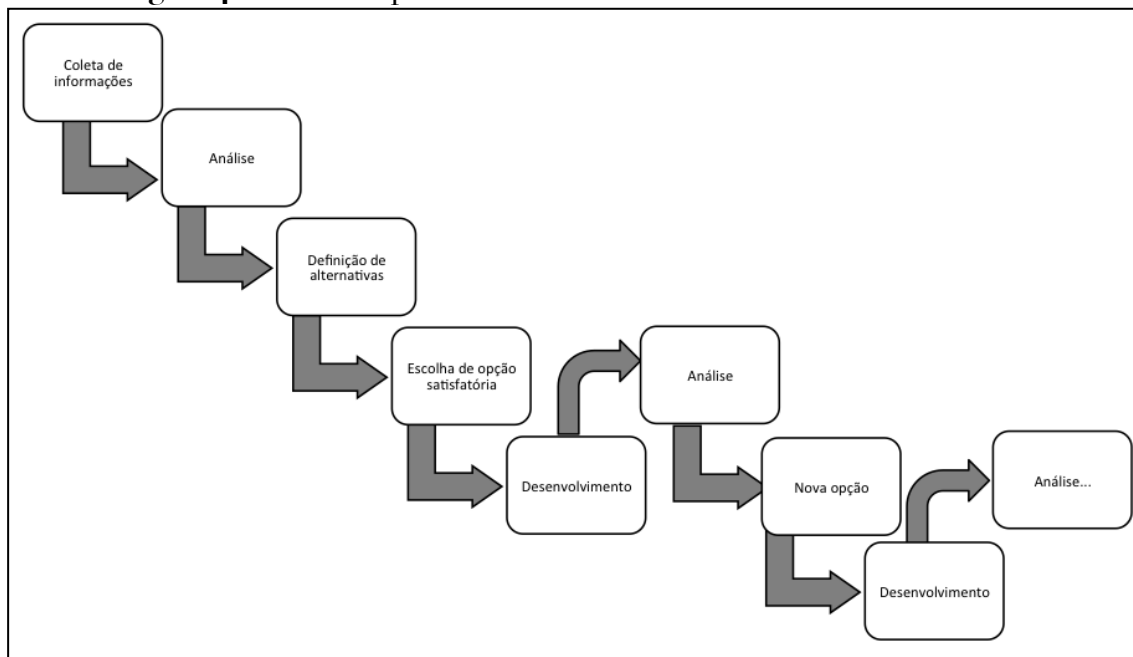 Coleta de
informações
Análise
Definição de
alternativas
Escolha de opção
satisfatória
Desenvolvimento
Análise
Nova opção
Desenvolvimento
Análise...